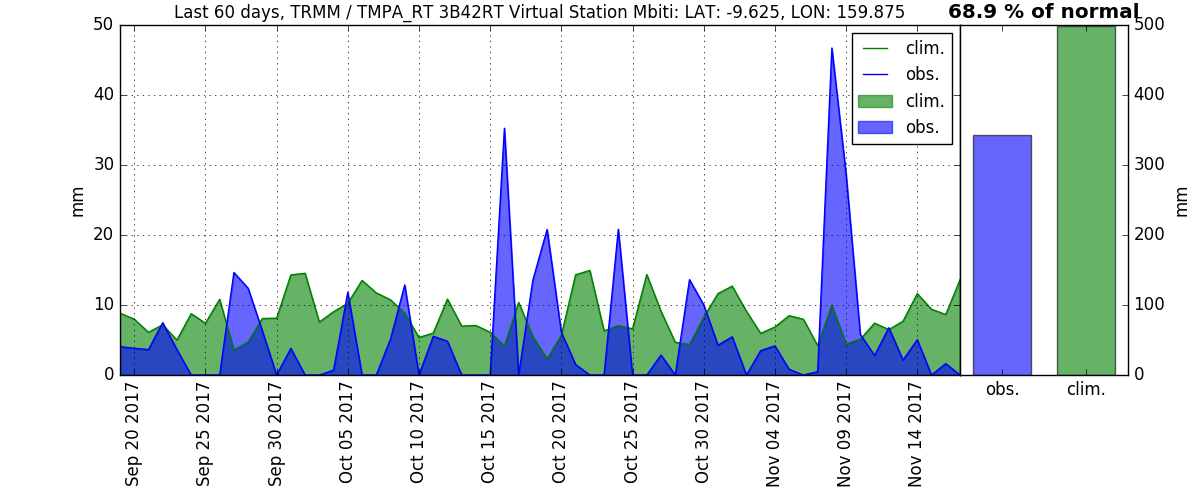 Last 60 days, TRMM / TMPA_RT 3B42RT Virtual Station Mbiti: LAT: -9.625, LON: 159.875
68.9 % of normal
50
40
30
20
10
0
mm
clim.
obs.
clim.
obs.
500
400
300
200
100
0
mm
Sep 20 2017
Sep 25 2017
Sep 30 2017
Oct 05 2017
Oct 10 2017
Oct 15 2017
Oct 20 2017
Oct 25 2017
Oct 30 2017
Nov 04 2017
Nov 09 2017
Nov 14 2017
obs.
clim.